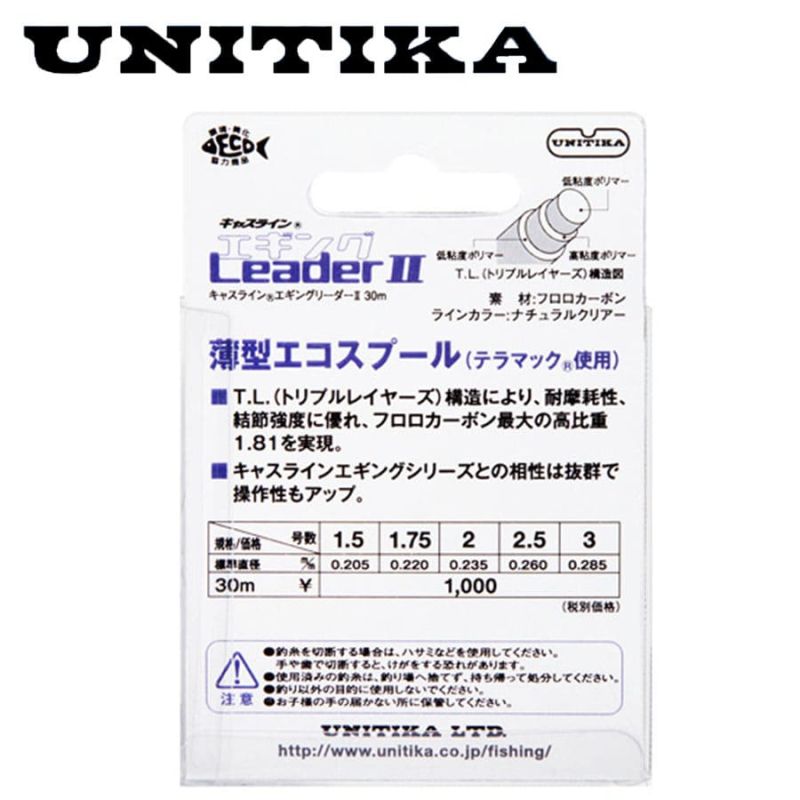 UNITIKA
環境・美化
ECO
協力商品
UNITIKA
低粘度ポリマー
キャスライン®
エギング
Leader II
低粘度ポリマー
高粘度ポリマー
T.L.(トリプルレイヤーズ)構造図
キャスライン®エギングリーダーII 30m
素 材:フロロカーボン
ラインカラー:ナチュラルクリアー
薄型エコスプール(テラマック®使用)
■T.L.(トリプルレイヤーズ)構造により、耐摩耗性、
結節強度に優れ、フロロカーボン最大の高比重
1.81を実現。
■キャスラインエギングシリーズとの相性は抜群で
操作性もアップ。
規格/価格 号数 1.5 1.75 2 2.5 3
標準直径 m/m 0.205 0.220 0.235 0.260 0.285
30m ¥ 1,000
(税別価格)
注意
●釣糸を切断する場合は、ハサミなどを使用してください。
手や歯で切断すると、けがをする恐れがあります。
●使用済みの釣糸は、釣り場へ捨てず、持ち帰って処分してください。
●釣り以外の目的に使用しないでください。
●お子様の手の届かない所に保管してください。
UNITIKA LTD.
http://www.unitika.co.jp/fishing/